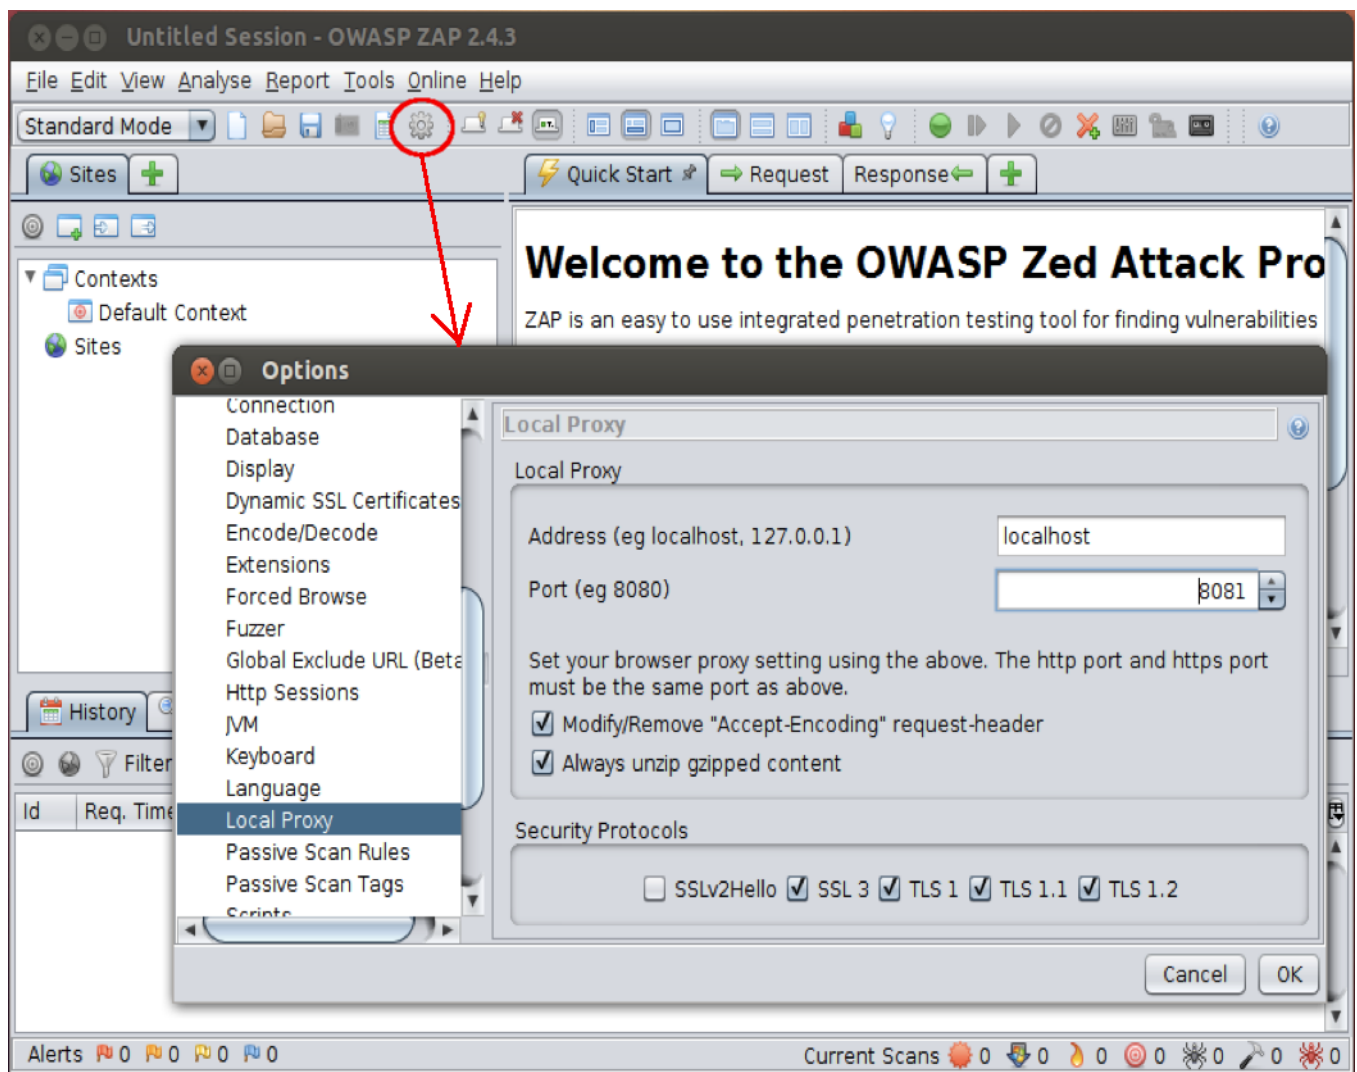 Untitled Session - OWASP ZAP 2.4.3
File Edit View Analyse Report Tools Online Help
Standard Mode
Sites
Quick Start
Request
Response
Contexts
Default Context
Sites
Welcome to the OWASP Zed Attack Pro
ZAP is an easy to use integrated penetration testing tool for finding vulnerabilities
Options
Connection
Database
Display
Dynamic SSL Certificates
Encode/Decode
Extensions
Forced Browse
Fuzzer
Global Exclude URL (Beta
Http Sessions
JVM
Keyboard
Language
Local Proxy
Passive Scan Rules
Passive Scan Tags
Scripts
Local Proxy
Local Proxy
Address (eg localhost, 127.0.0.1) localhost
Port (eg 8080) 8081
Set your browser proxy setting using the above. The http port and https port
must be the same port as above.
Modify/Remove "Accept-Encoding" request-header
Always unzip gzipped content
Security Protocols
SSLv2Hello SSL 3 TLS 1 TLS 1.1 TLS 1.2
Cancel OK
History
Filter
Id Req. Time
Alerts 0 0 0 0 Current Scans 0 0 0 0 0 0 0